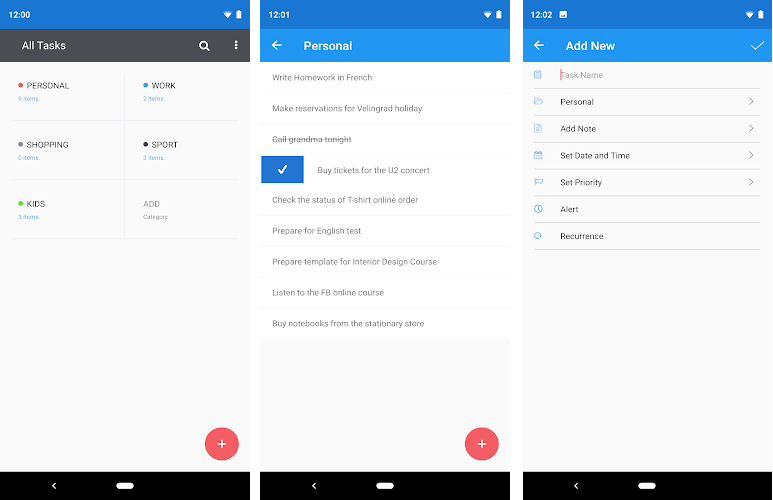 12:00
All Tasks
PERSONAL
9 items.
WORK
2 items.
SHOPPING
0 items.
SPORT
3 items.
KIDS
3 items.
ADD
Category
12:01
Personal
Write Homework in French
Make reservations for Velingrad holiday
Call grandma tonight
Buy tickets for the U2 concert
Check the status of T-shirt online order
Prepare for English test
Prepare template for Interior Design Course
Listen to the FB online course
Buy notebooks from the stationary store
12:02
Add New
Task Name
Personal
Add Note
Set Date and Time
Set Priority
Alert
Recurrence